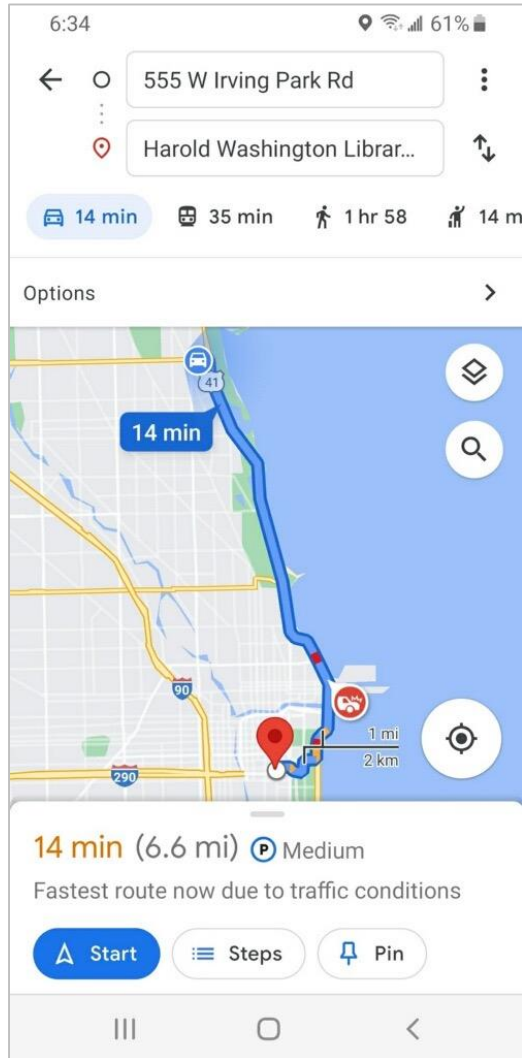 6:34 61%
555 W Irving Park Rd
Harold Washington Librar...
14 min 35 min 1 hr 58 14 m
Options
41
14 min
90
1 mi
2 km
290
14 min (6.6 mi) P Medium
Fastest route now due to traffic conditions
Start Steps Pin